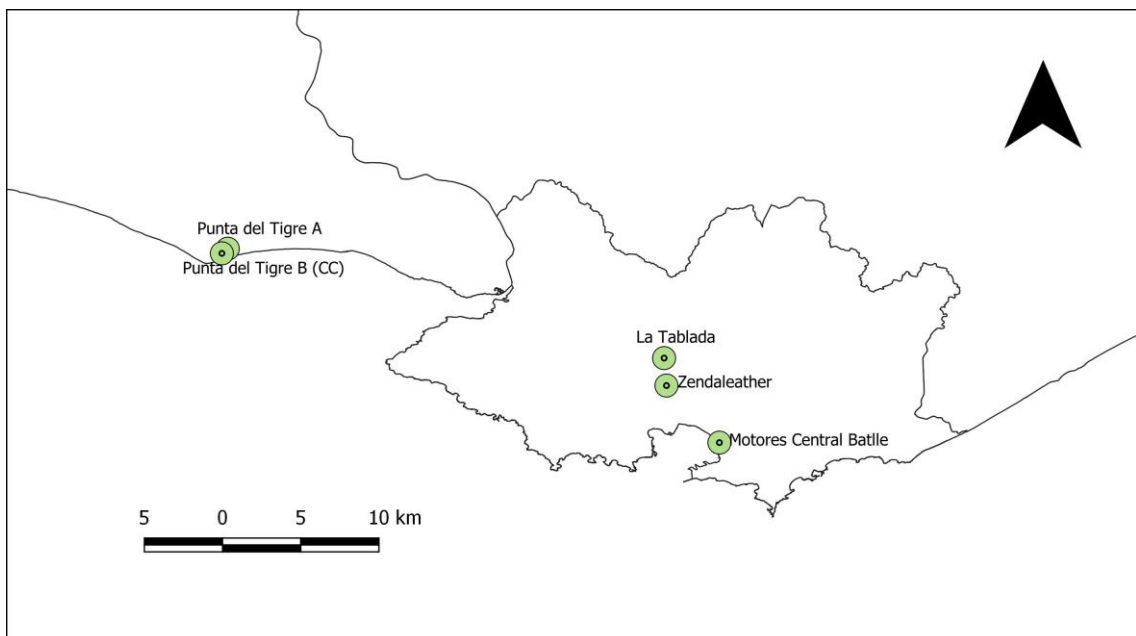 Punta del Tigre A
Punta del Tigre B (CC)
La Tablada
Zendaleather
Motores Central Batlle
5 0 5 10 km